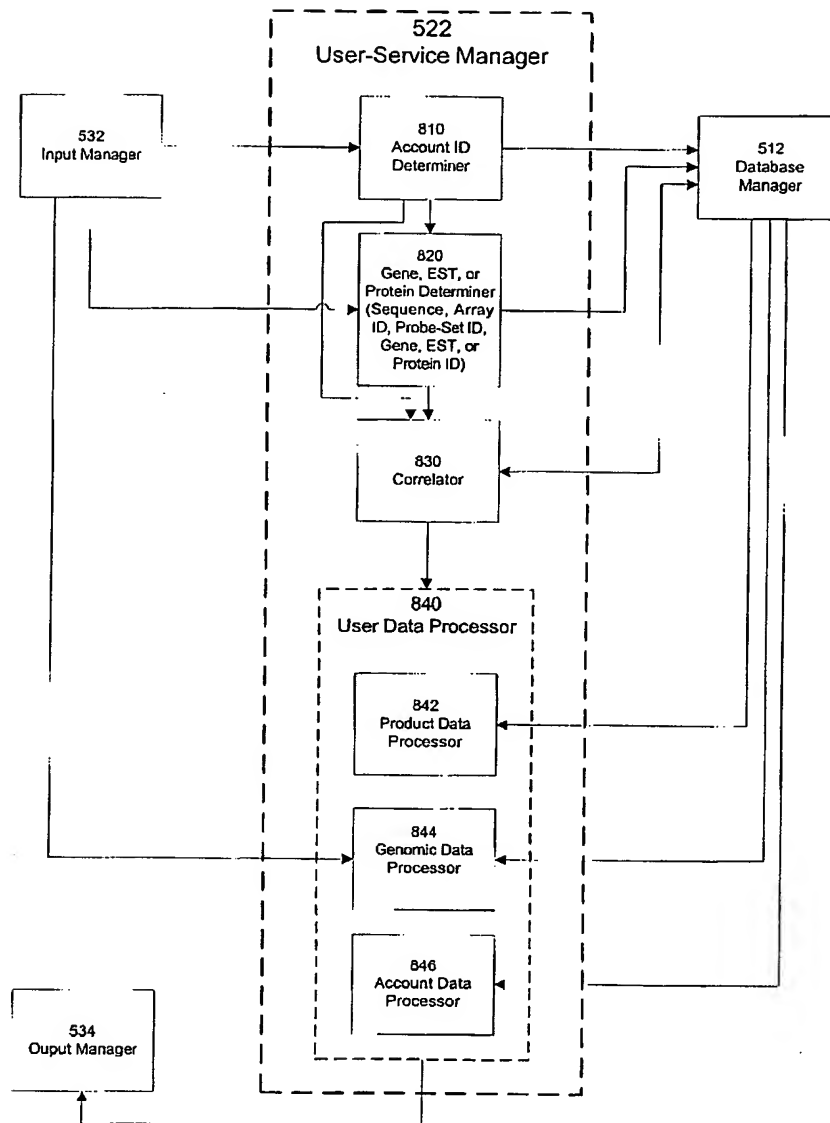 522
User-Service Manager
532
Input Manager
810
Account ID
Determiner
512
Database
Manager
820
Gene, EST, or
Protein Determiner
(Sequence, Array
ID, Probe-Set ID,
Gene, EST, or
Protein ID)
830
Correlator
840
User Data Processor
842
Product Data
Processor
844
Genomic Data
Processor
846
Account Data
Processor
534
Ouput Manager